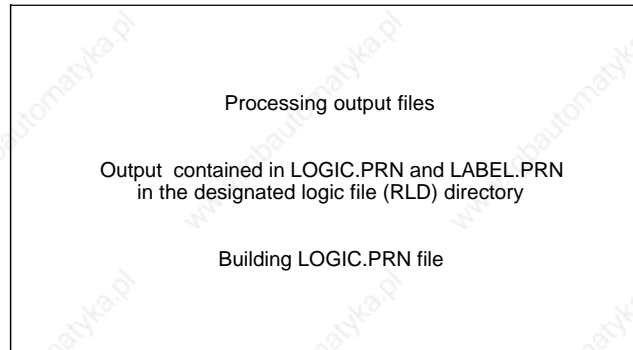 Processing output files
Output contained in LOGIC.PRN and LABEL.PRN
in the designated logic file (RLD) directory
Building LOGIC.PRN file